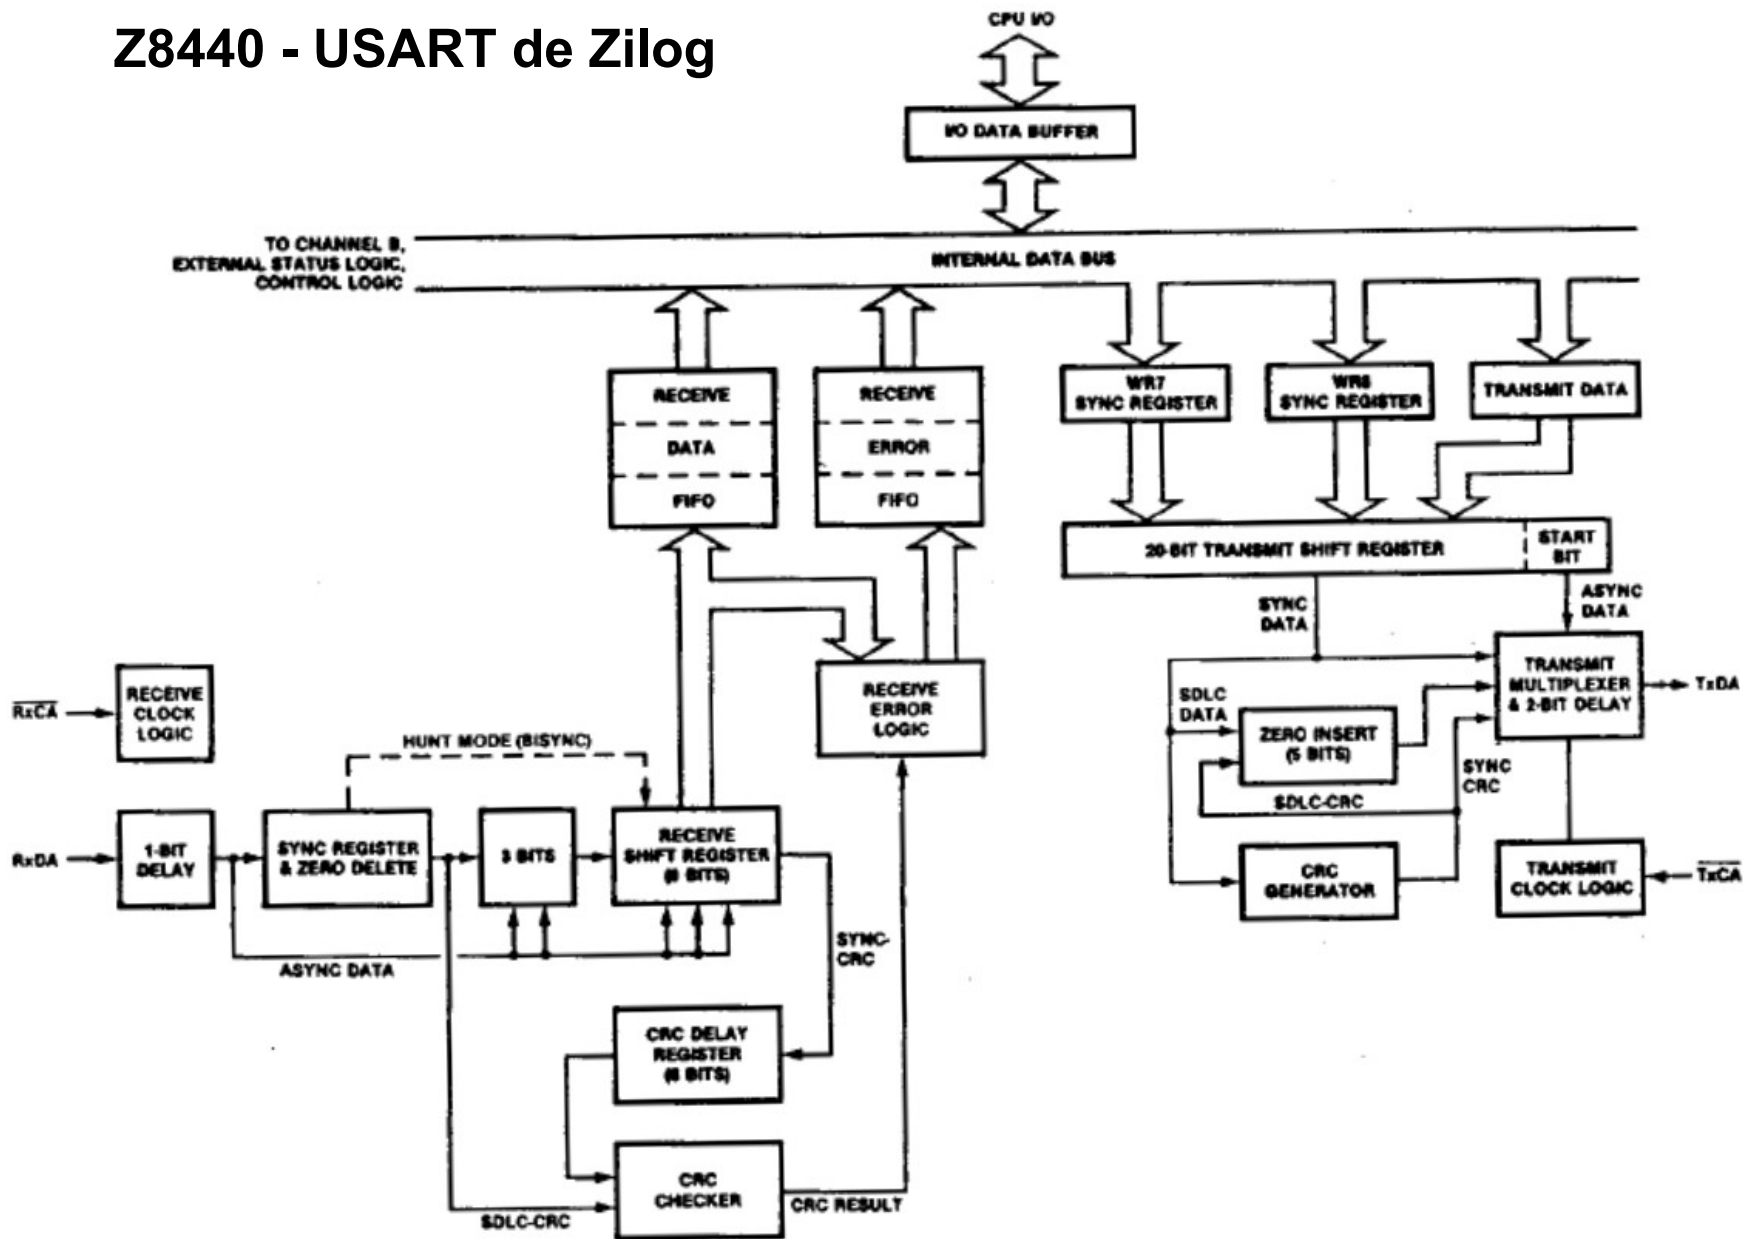 Z8440 - USART de Zilog
CPU I/O
I/O DATA BUFFER
TO CHANNEL B,
EXTERNAL STATUS LOGIC,
CONTROL LOGIC
INTERNAL DATA BUS
RECEIVE
DATA
FIFO
RECEIVE
ERROR
FIFO
WR7
SYNC REGISTER
WR6
SYNC REGISTER
TRANSMIT DATA
20-BIT TRANSMIT SHIFT REGISTER
START
BIT
SYNC
DATA
ASYNC
DATA
RxCA
RECEIVE
CLOCK
LOGIC
HUNT MODE (BISYNC)
RECEIVE
ERROR
LOGIC
TRANSMIT
MULTIPLEXER
& 2-BIT DELAY
TxDA
SDLC
DATA
ZERO INSERT
(5 BITS)
SYNC
CRC
SDLC-CRC
RxDA
1-BIT
DELAY
SYNC REGISTER
& ZERO DELETE
3 BITS
RECEIVE
SHIFT REGISTER
(8 BITS)
CRC
GENERATOR
TRANSMIT
CLOCK LOGIC
TxCA
ASYNC DATA
SYNC-
CRC
CRC DELAY
REGISTER
(8 BITS)
CRC
CHECKER
CRC RESULT
SDLC-CRC